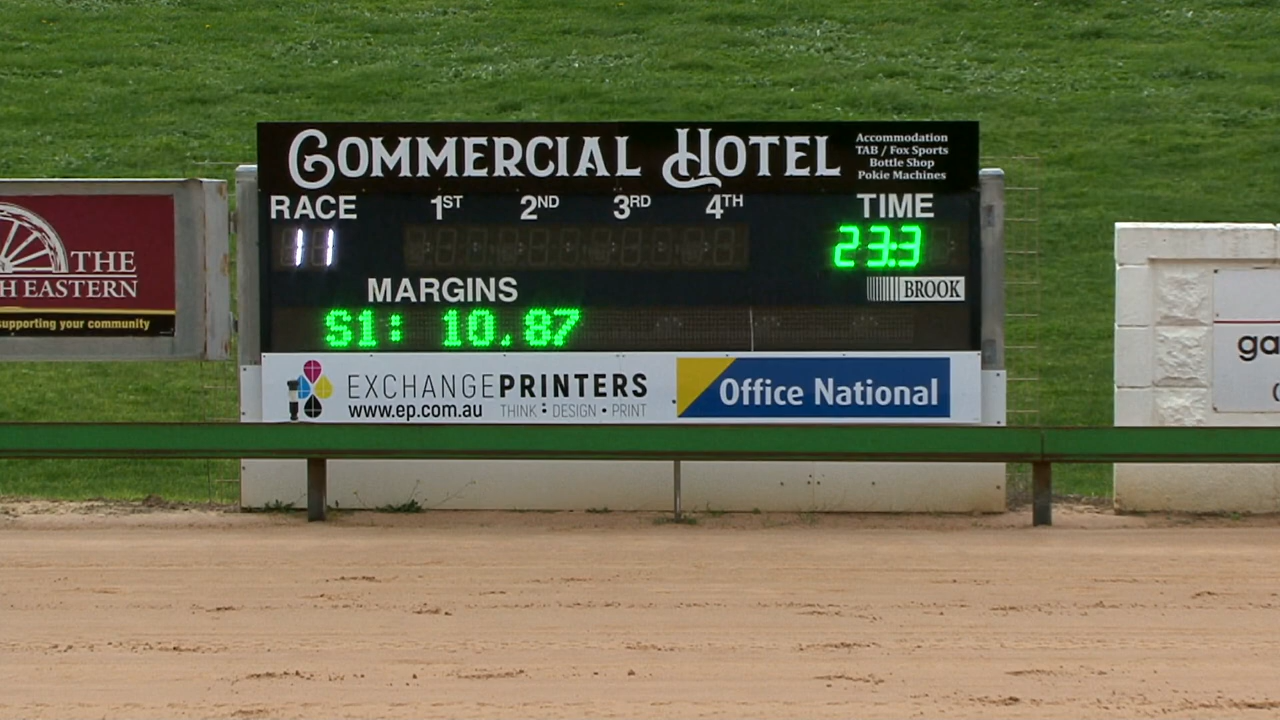 COMMERCIAL HOTEL
Accommodation
TAB / Fox Sports
Bottle Shop
Pokie Machines
RACE 1ST 2ND 3RD 4TH TIME
11 23.3
MARGINS
BROOK
S1: 10.87
EXCHANGEPRINTERS
www.ep.com.au THINK : DESIGN • PRINT
Office National
THE
H EASTERN
supporting your community
ga